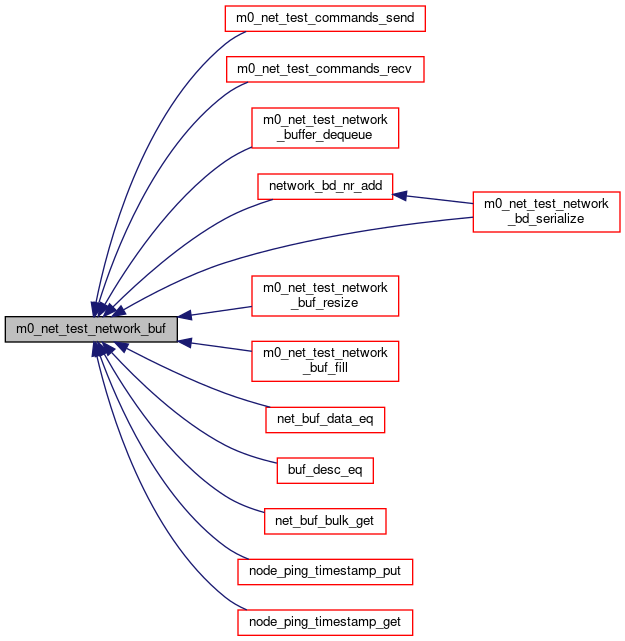 m0_net_test_commands_send
m0_net_test_commands_recv
m0_net_test_network
_buffer_dequeue
network_bd_nr_add
m0_net_test_network
_bd_serialize
m0_net_test_network
_buf_resize
m0_net_test_network_buf
m0_net_test_network
_buf_fill
net_buf_data_eq
buf_desc_eq
net_buf_bulk_get
node_ping_timestamp_put
node_ping_timestamp_get